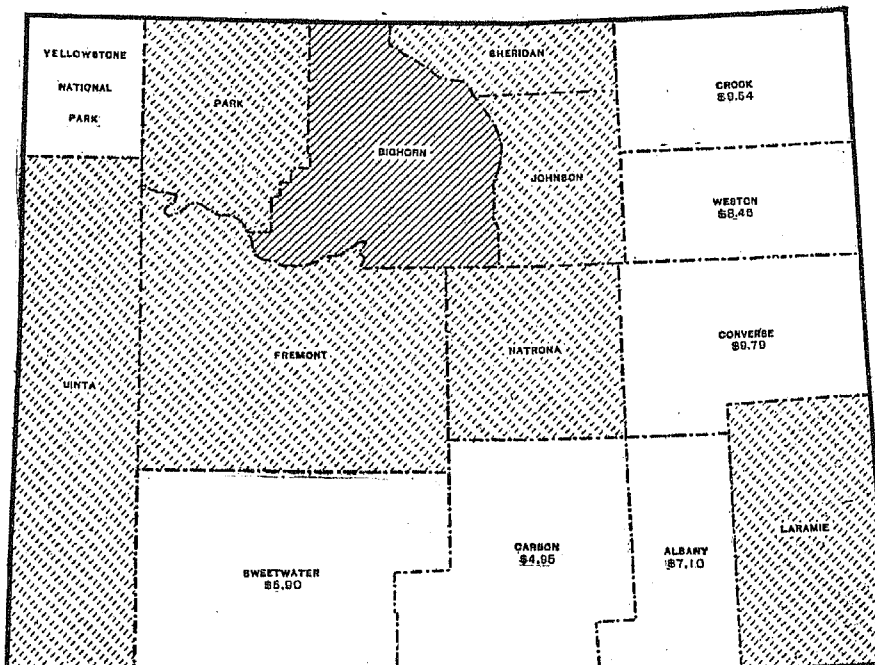 YELLOWSTONE
NATIONAL
PARK
PARK
SHERIDAN
CROOK
$9.54
BIGHORN
JOHNSON
WESTON
$8.46
FREMONT
NATRONA
CONVERSE
$9.79
UINTA
SWEETWATER
$6.90
CARBON
$4.95
ALBANY
$7.10
LARAMIE